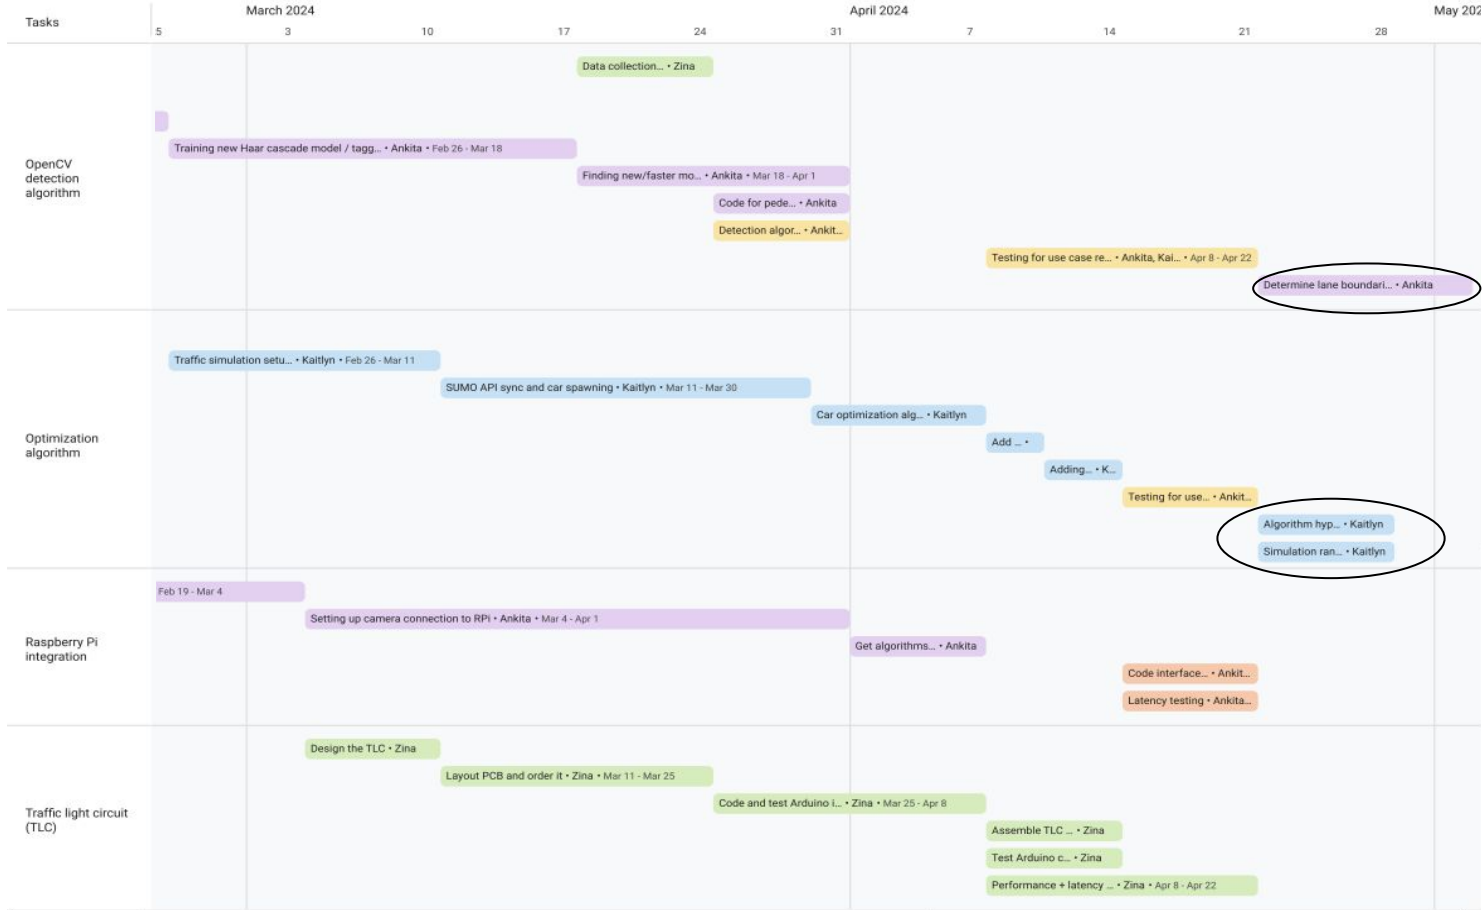 March 2024
April 2024
May 202
Tasks
5
3
10
17
24
31
7
14
21
28
Data collection... • Zina
Training new Haar cascade model / tagg... • Ankita • Feb 26 - Mar 18
OpenCV
detection
algorithm
Finding new/faster mo... • Ankita • Mar 18 - Apr 1
Code for pede... • Ankita
Detection algor... • Ankit...
Testing for use case re... • Ankita, Kai... • Apr 8 - Apr 22
Determine lane boundari... • Ankita
Traffic simulation setu... • Kaitlyn • Feb 26 - Mar 11
SUMO API sync and car spawning • Kaitlyn • Mar 11 - Mar 30
Car optimization alg... • Kaitlyn
Optimization
algorithm
Add ... •
Adding... • K...
Testing for use... • Ankit...
Algorithm hyp... • Kaitlyn
Simulation ran... • Kaitlyn
Feb 19 - Mar 4
Setting up camera connection to RPi • Ankita • Mar 4 - Apr 1
Raspberry Pi
integration
Get algorithms... • Ankita
Code interface... • Ankit...
Latency testing • Ankita...
Design the TLC • Zina
Layout PCB and order it • Zina • Mar 11 - Mar 25
Code and test Arduino i... • Zina • Mar 25 - Apr 8
Traffic light circuit
(TLC)
Assemble TLC ... • Zina
Test Arduino c... • Zina
Performance + latency ... • Zina • Apr 8 - Apr 22